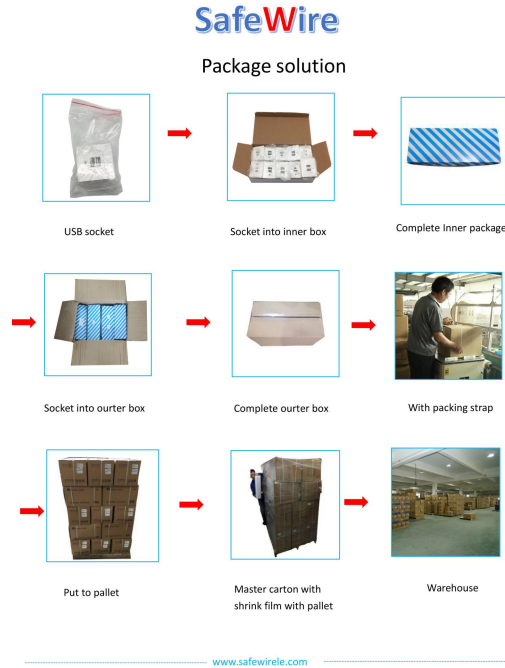 SafeWire
Package solution
USB socket
Socket into inner box
Complete Inner package
Socket into ourter box
Complete ourter box
With packing strap
Put to pallet
Master carton with
shrink film with pallet
Warehouse
www.safewirele.com